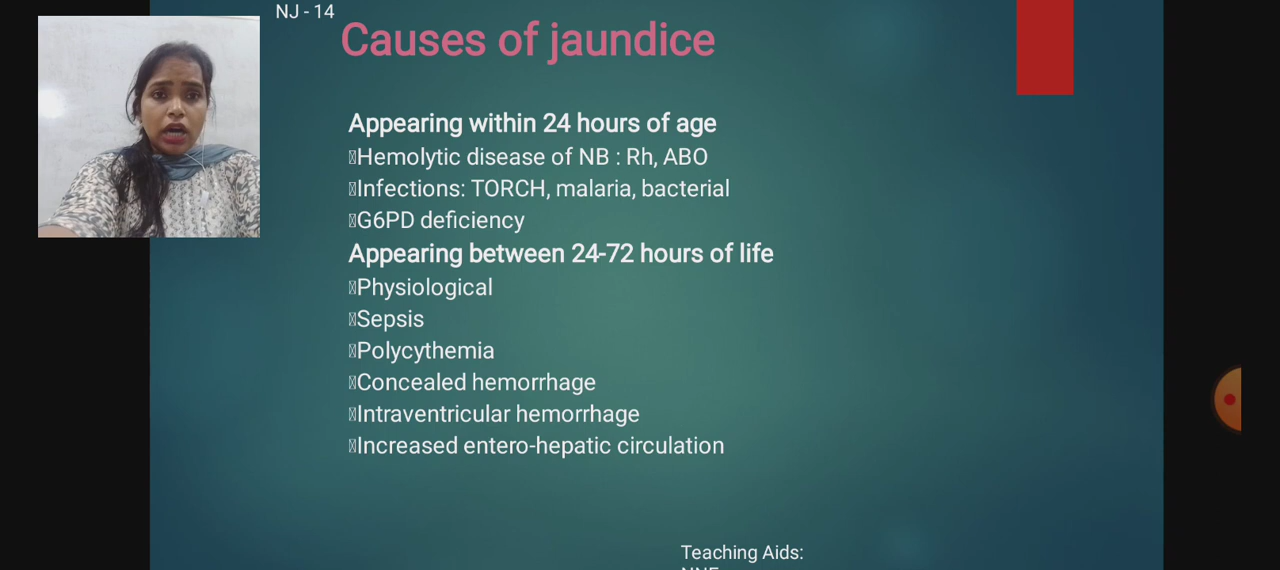 NJ - 14
Causes of jaundice
Appearing within 24 hours of age
Hemolytic disease of NB : Rh, ABO
Infections: TORCH, malaria, bacterial
G6PD deficiency
Appearing between 24-72 hours of life
Physiological
Sepsis
Polycythemia
Concealed hemorrhage
Intraventricular hemorrhage
Increased entero-hepatic circulation
Teaching Aids: